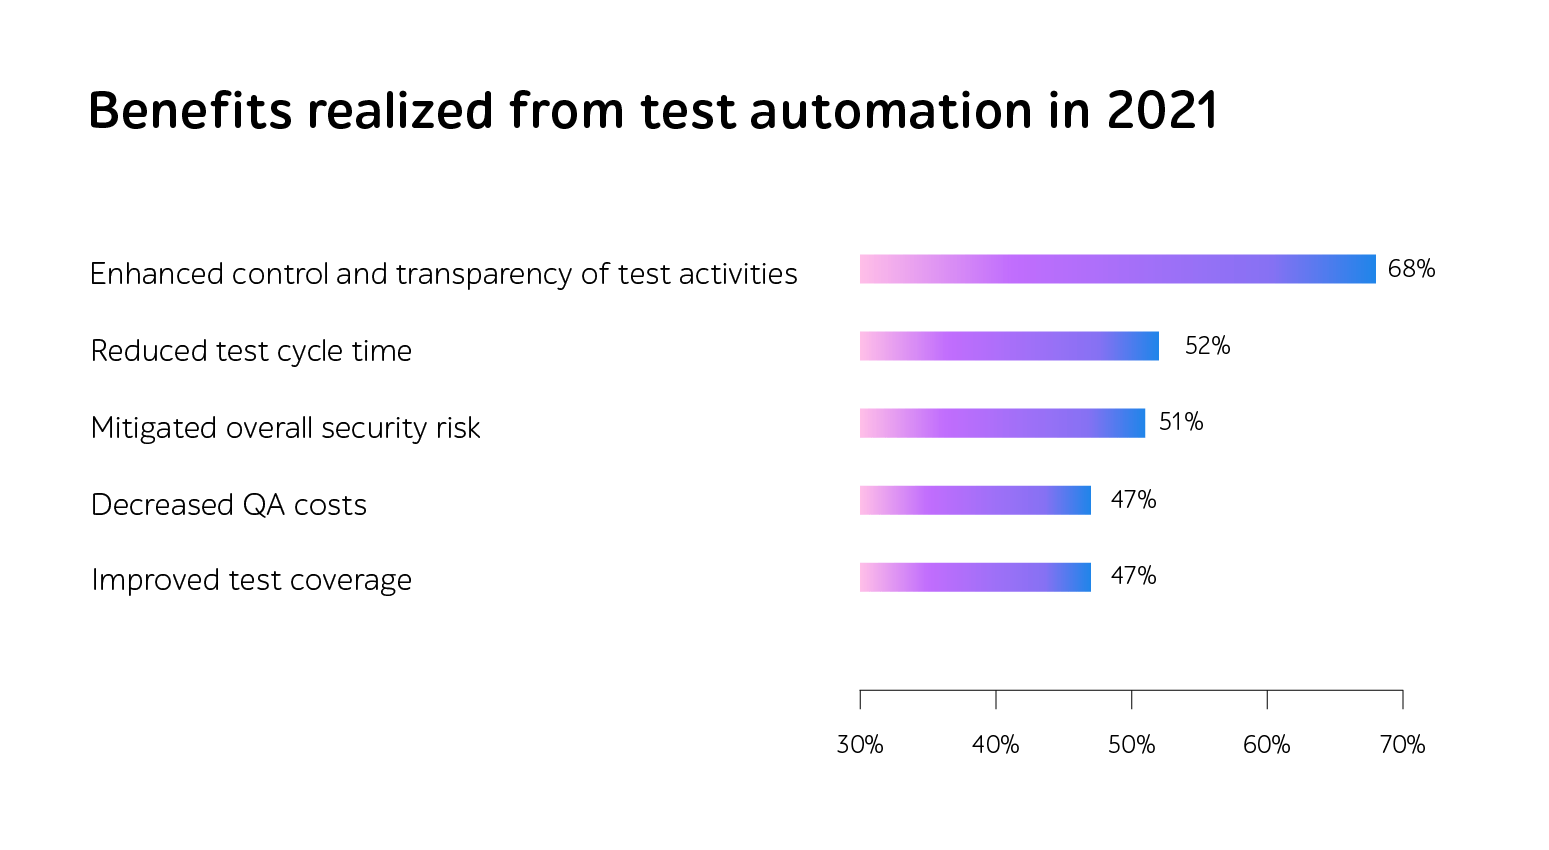 Benefits realized from test automation in 2021
Enhanced control and transparency of test activities 68%
Reduced test cycle time 52%
Mitigated overall security risk 51%
Decreased QA costs 47%
Improved test coverage 47%
30% 40% 50% 60% 70%